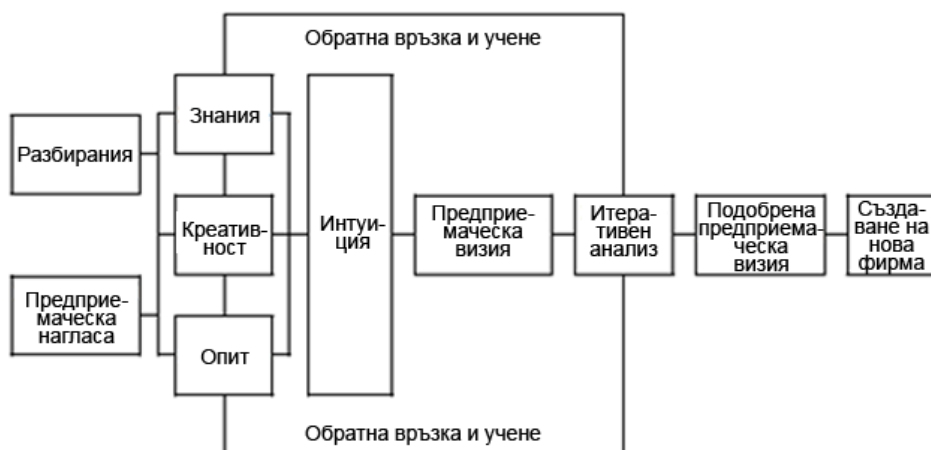 Обратна връзка и учене
Знания
Разбирания
Креатив-
ност
Предприе-
маческа
нагласа
Опит
Интуи-
ция
Предприе-
маческа
визия
Итера-
тивен
анализ
Подобрена
предприема-
ческа
визия
Създа-
ване на
нова
фирма
Обратна връзка и учене